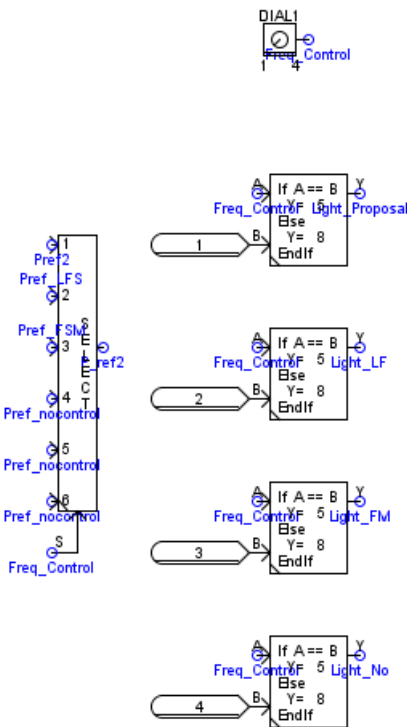 DIAL1
Freq_Control
1 4
A
If A == B
Y
Freq_Control
Y= 5
Light_Proposal
Else
1
B
Y= 8
EndIf
1
Pref2
Pref_LFS
2
Pref_FSM
3
SELECT
P_ref2
4
Pref_nocontrol
5
Pref_nocontrol
6
Pref_nocontrol
S
Freq_Control
A
If A == B
Y
Freq_Control
Y= 5
Light_LF
Else
2
B
Y= 8
EndIf
A
If A == B
Y
Freq_Control
Y= 5
Light_FM
Else
3
B
Y= 8
EndIf
A
If A == B
Y
Freq_Control
Y= 5
Light_No
Else
4
B
Y= 8
EndIf